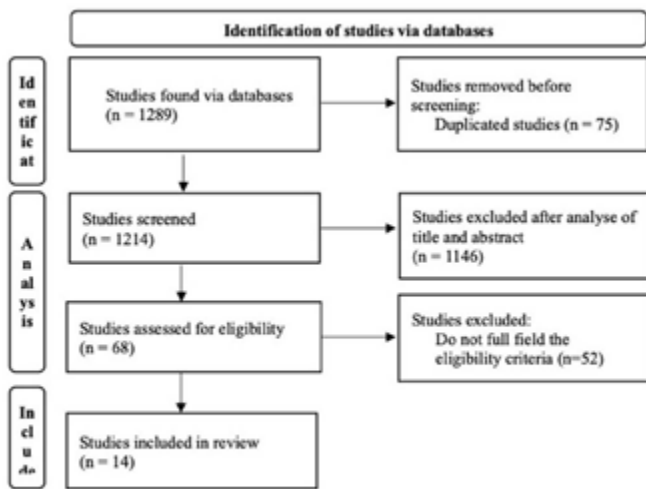 Identification of studies via databases
Id
en
tif
ic
at
Studies found via databases
(n = 1289)
Studies removed before
screening:
Duplicated studies (n = 75)
A
n
al
ys
is
Studies screened
(n = 1214)
Studies excluded after analyse of
title and abstract
(n = 1146)
Studies assessed for eligibility
(n = 68)
Studies excluded:
Do not full field the
eligibility criteria (n=52)
In
cl
u
de
Studies included in review
(n = 14)